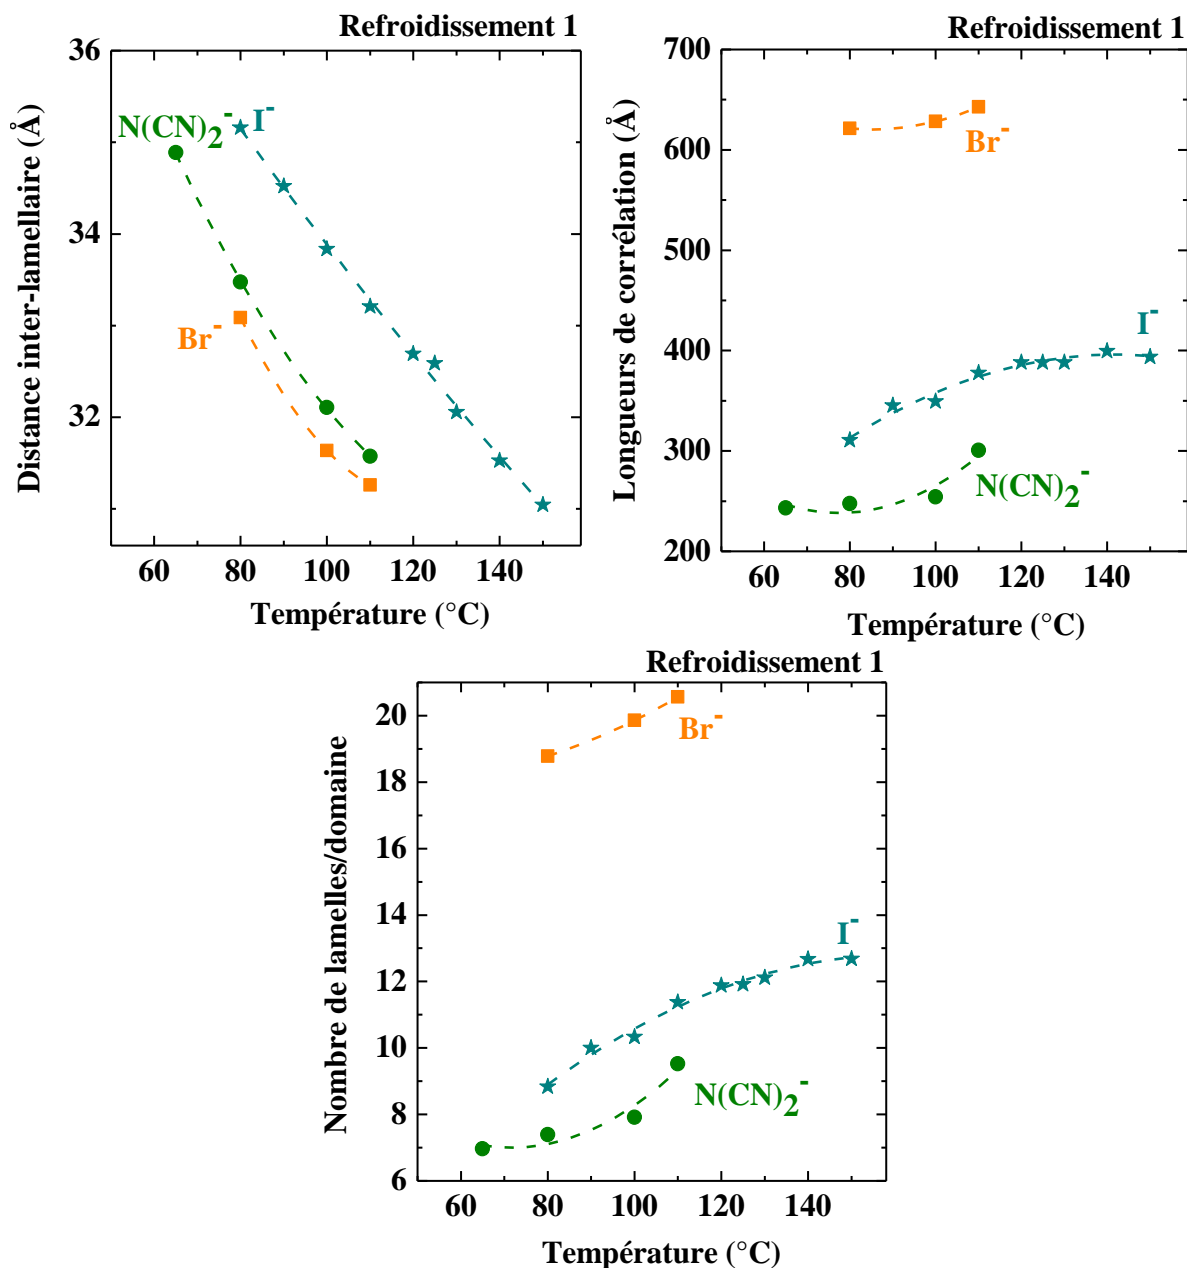 Refroidissement 1
Distance inter-lamellaire (Å)
36
34
32
60 80 100 120 140
Température (°C)
N(CN)2-
I-
Br-
Refroidissement 1
Longueurs de corrélation (Å)
700
600
500
400
300
200
60 80 100 120 140
Température (°C)
Br-
I-
N(CN)2-
Refroidissement 1
Nombre de lamelles/domaine
20
18
16
14
12
10
8
6
60 80 100 120 140
Température (°C)
Br-
I-
N(CN)2-